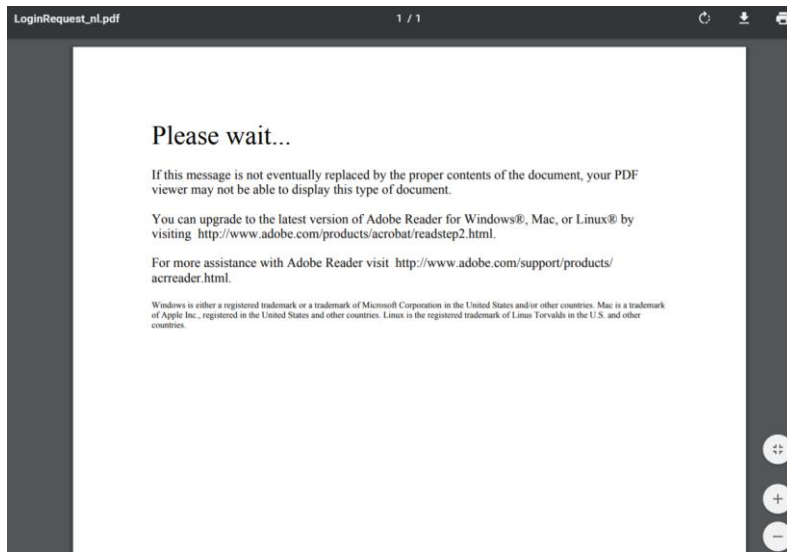 LoginRequest_nl.pdf
1 / 1
Please wait...
If this message is not eventually replaced by the proper contents of the document, your PDF
viewer may not be able to display this type of document.
You can upgrade to the latest version of Adobe Reader for Windows®, Mac, or Linux® by
visiting http://www.adobe.com/products/acrobat/readstep2.html.
For more assistance with Adobe Reader visit http://www.adobe.com/support/products/
acrreader.html.
Windows is either a registered trademark or a trademark of Microsoft Corporation in the United States and/or other countries. Mac is a trademark
of Apple Inc., registered in the United States and other countries. Linux is the registered trademark of Linus Torvalds in the U.S. and other
countries.